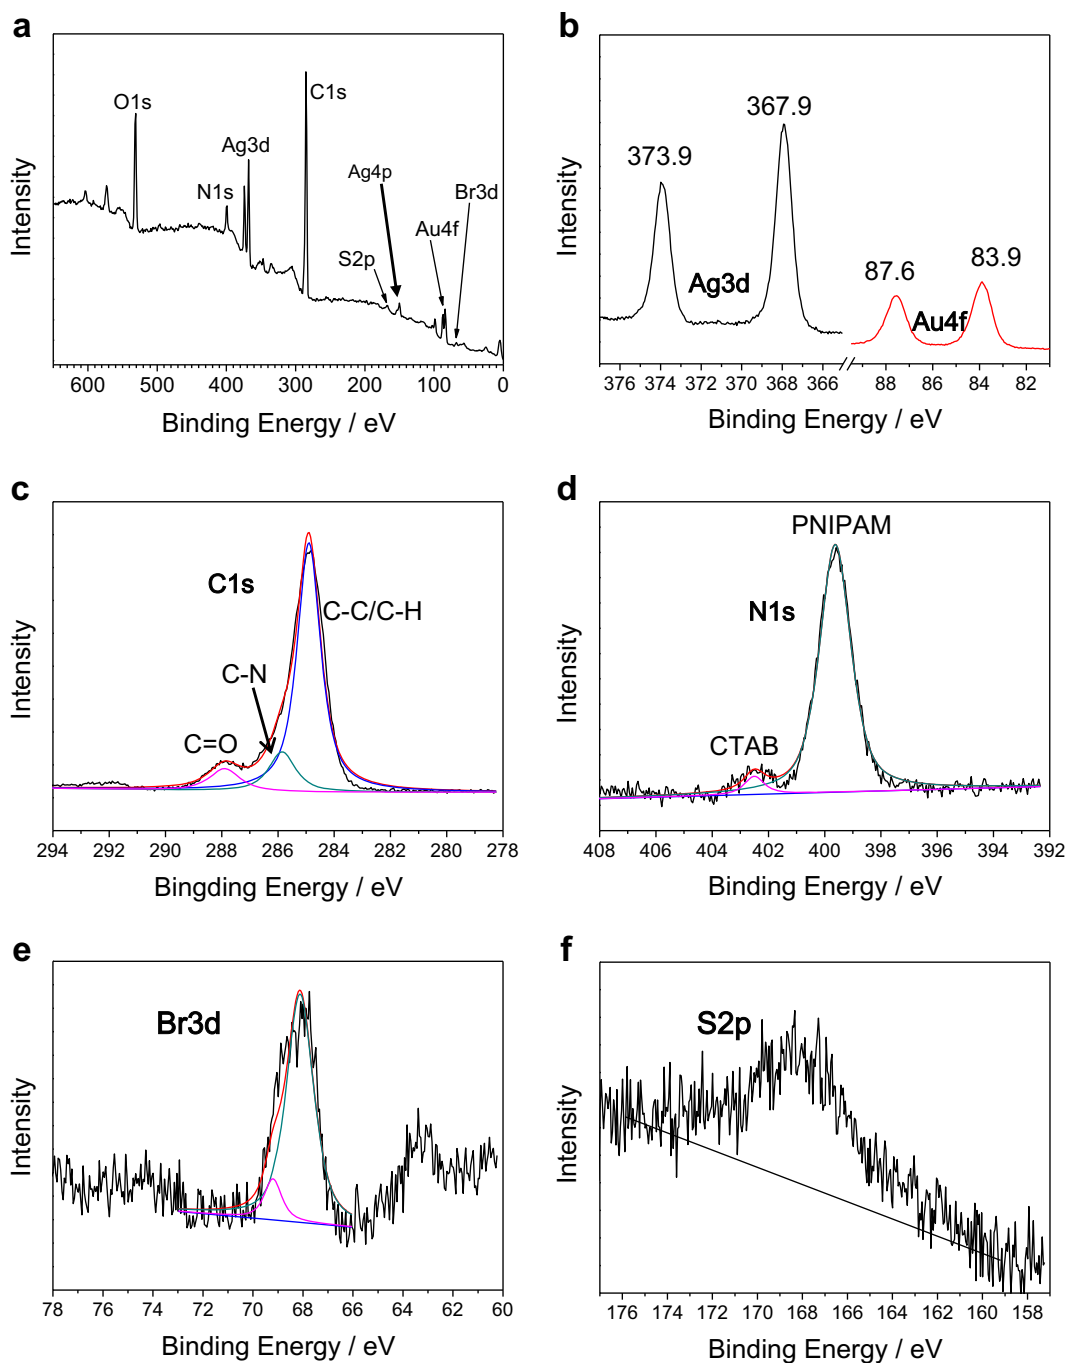 a
O1s
C1s
Ag3d
N1s
Ag4p
Br3d
Au4f
S2p
Intensity
600 500 400 300 200 100 0
Binding Energy / eV
b
367.9
373.9
87.6
83.9
Ag3d
Au4f
Intensity
376 374 372 370 368 366 88 86 84 82
Binding Energy / eV
c
C1s
C-C/C-H
C-N
C=O
Intensity
294 292 290 288 286 284 282 280 278
Bingding Energy / eV
d
PNIPAM
N1s
CTAB
Intensity
408 406 404 402 400 398 396 394 392
Binding Energy / eV
e
Br3d
Intensity
78 76 74 72 70 68 66 64 62 60
Binding Energy / eV
f
S2p
Intensity
176 174 172 170 168 166 164 162 160 158
Binding Energy / eV